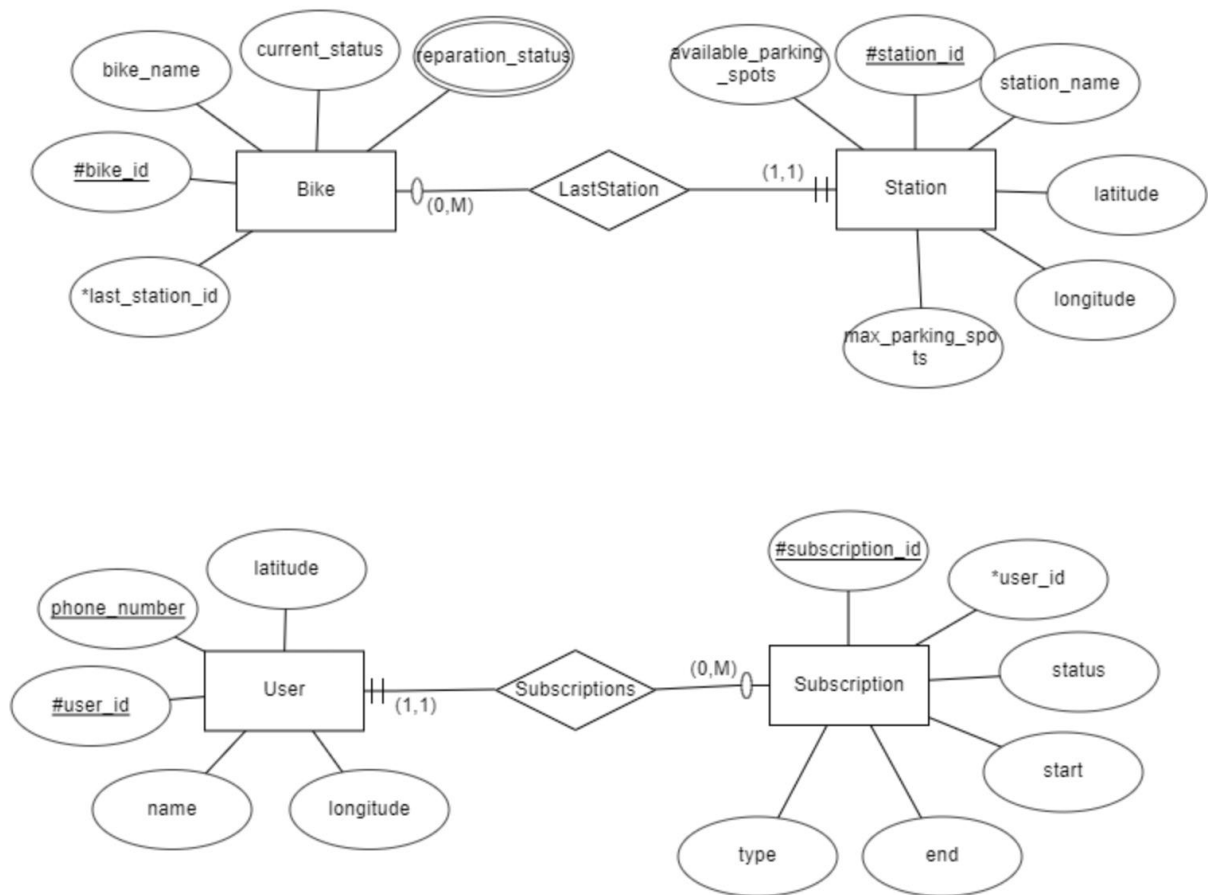 current_status
reparation_status
bike_name
#bike_id
Bike
*last_station_id
(0,M)
LastStation
(1,1)
available_parking
_spots
#station_id
station_name
Station
latitude
longitude
max_parking_spo
ts
latitude
phone_number
#user_id
User
name
longitude
(1,1)
Subscriptions
(0,M)
#subscription_id
*user_id
Subscription
status
start
type
end